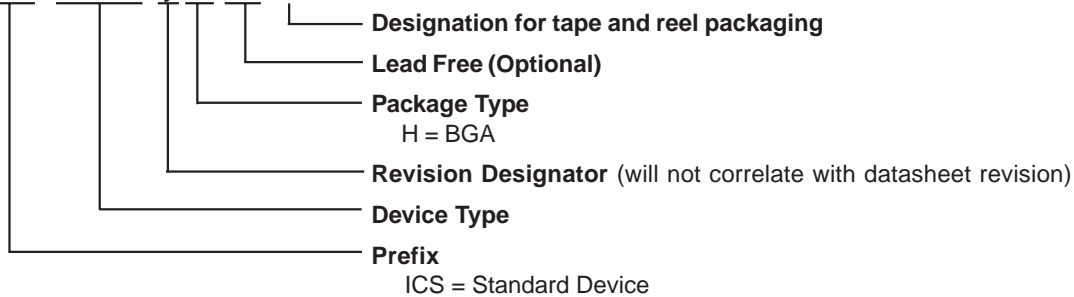 Designation for tape and reel packaging
Lead Free (Optional)
Package Type
H = BGA
Revision Designator (will not correlate with datasheet revision)
Device Type
Prefix
ICS = Standard Device